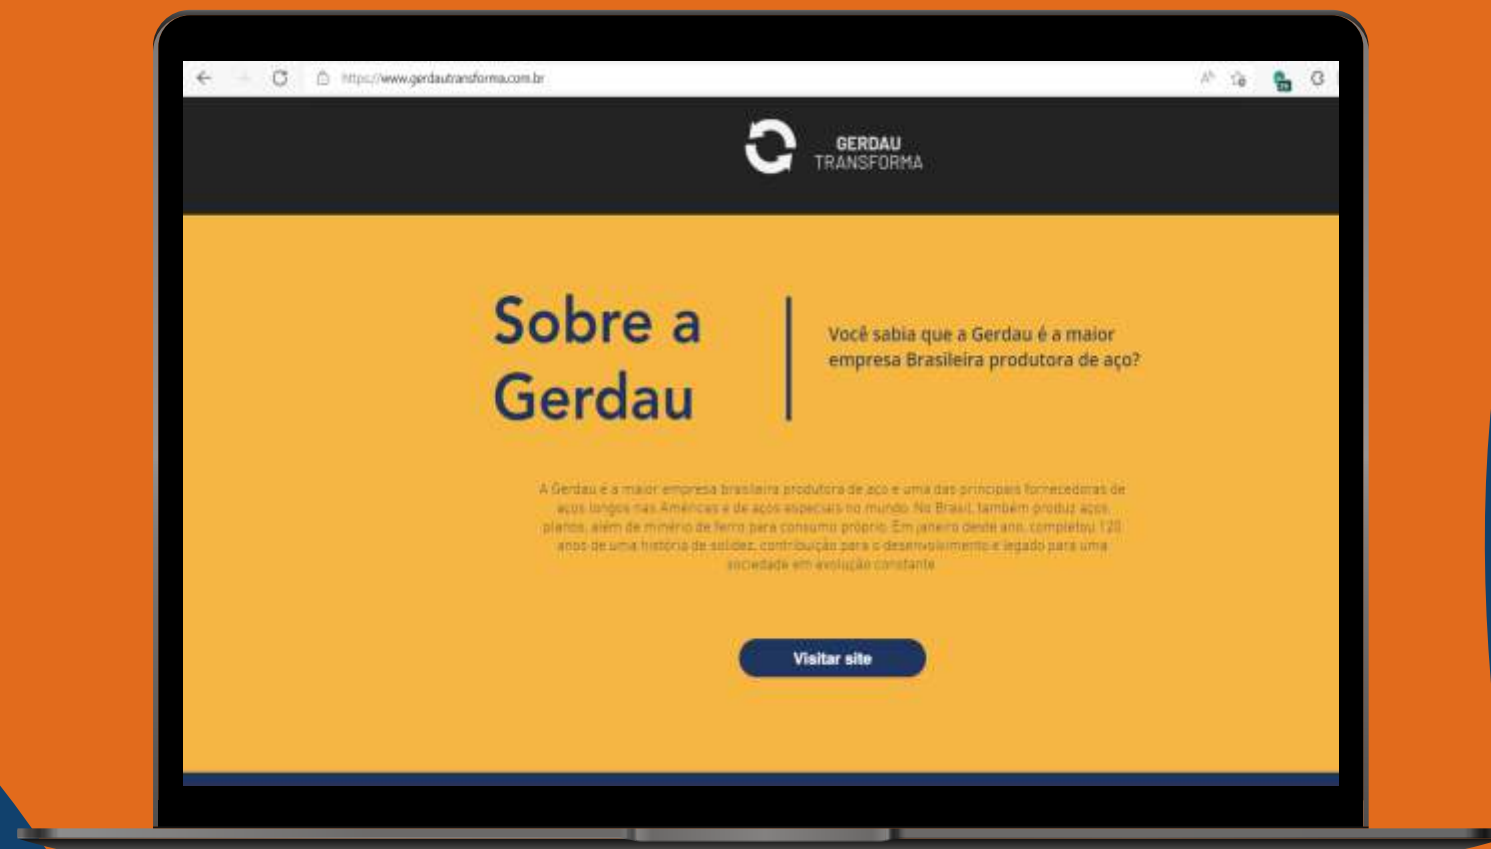 https://www.gerdautransforma.com.br
GERDAU
TRANSFORMA
Sobre a
Gerdau
Você sabia que a Gerdau é a maior
empresa Brasileira produtora de aço?
A Gerdau é a maior empresa brasileira produtora de aço e uma das principais fornecedoras de
aços longos nas Américas e de aços especiais no mundo. No Brasil, também produz aços
planos, além de minério de ferro para consumo próprio. Em janeiro deste ano, completou 120
anos de uma história de solidez, contribuição para o desenvolvimento e legado para uma
sociedade em evolução constante.
Visitar site